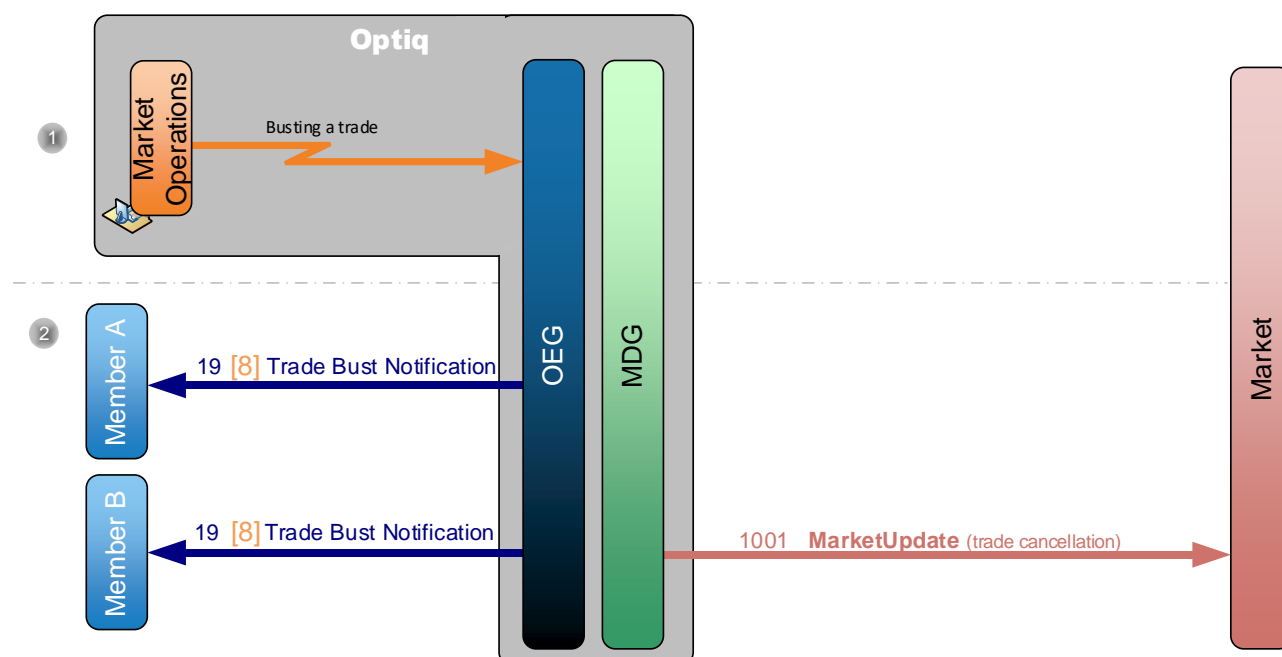 Optiq
1
Market
Operations
Busting a trade
2
Member A
19 [8] Trade Bust Notification
OEG
MDG
Market
Member B
19 [8] Trade Bust Notification
1001 MarketUpdate (trade cancellation)